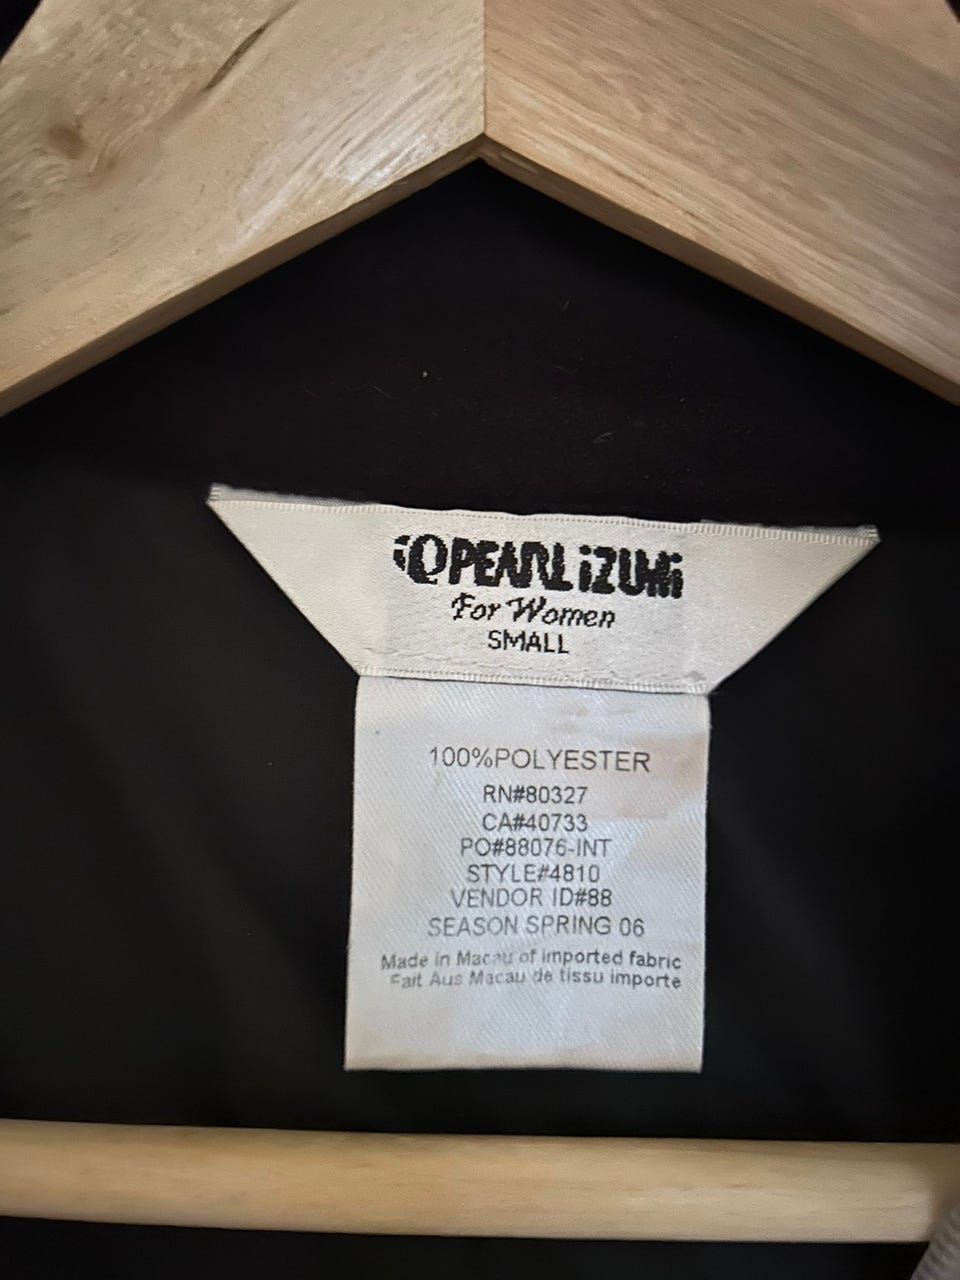 PEARL iZUMi
For Women
SMALL
100%POLYESTER
RN#80327
CA#40733
PO#88076-INT
STYLE#4810
VENDOR ID#88
SEASON SPRING 06
Made in Macau of imported fabric
Fait Aus Macau de tissu importe